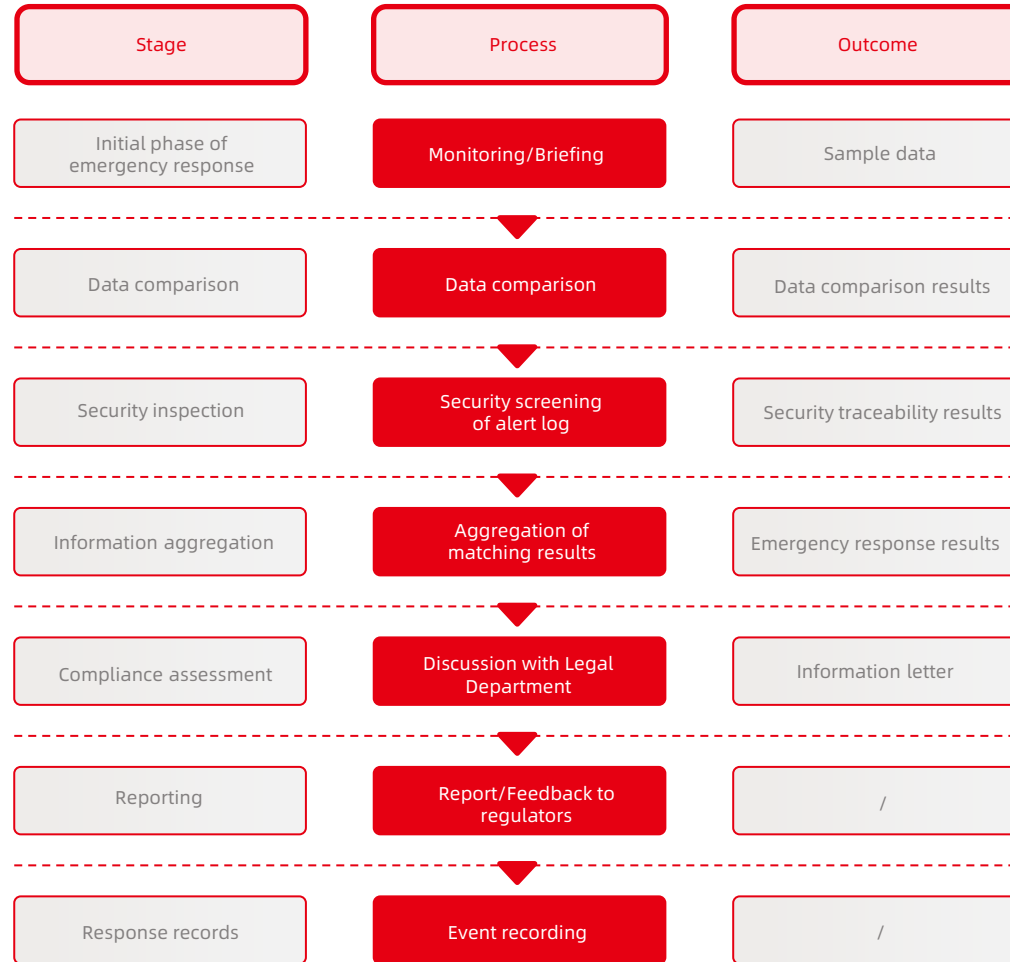 Stage
Process
Outcome
Initial phase of
emergency response
Monitoring/Briefing
Sample data
Data comparison
Data comparison
Data comparison results
Security inspection
Security screening
of alert log
Security traceability results
Information aggregation
Aggregation of
matching results
Emergency response results
Compliance assessment
Discussion with Legal
Department
Information letter
Reporting
Report/Feedback to
regulators
/
Response records
Event recording
/